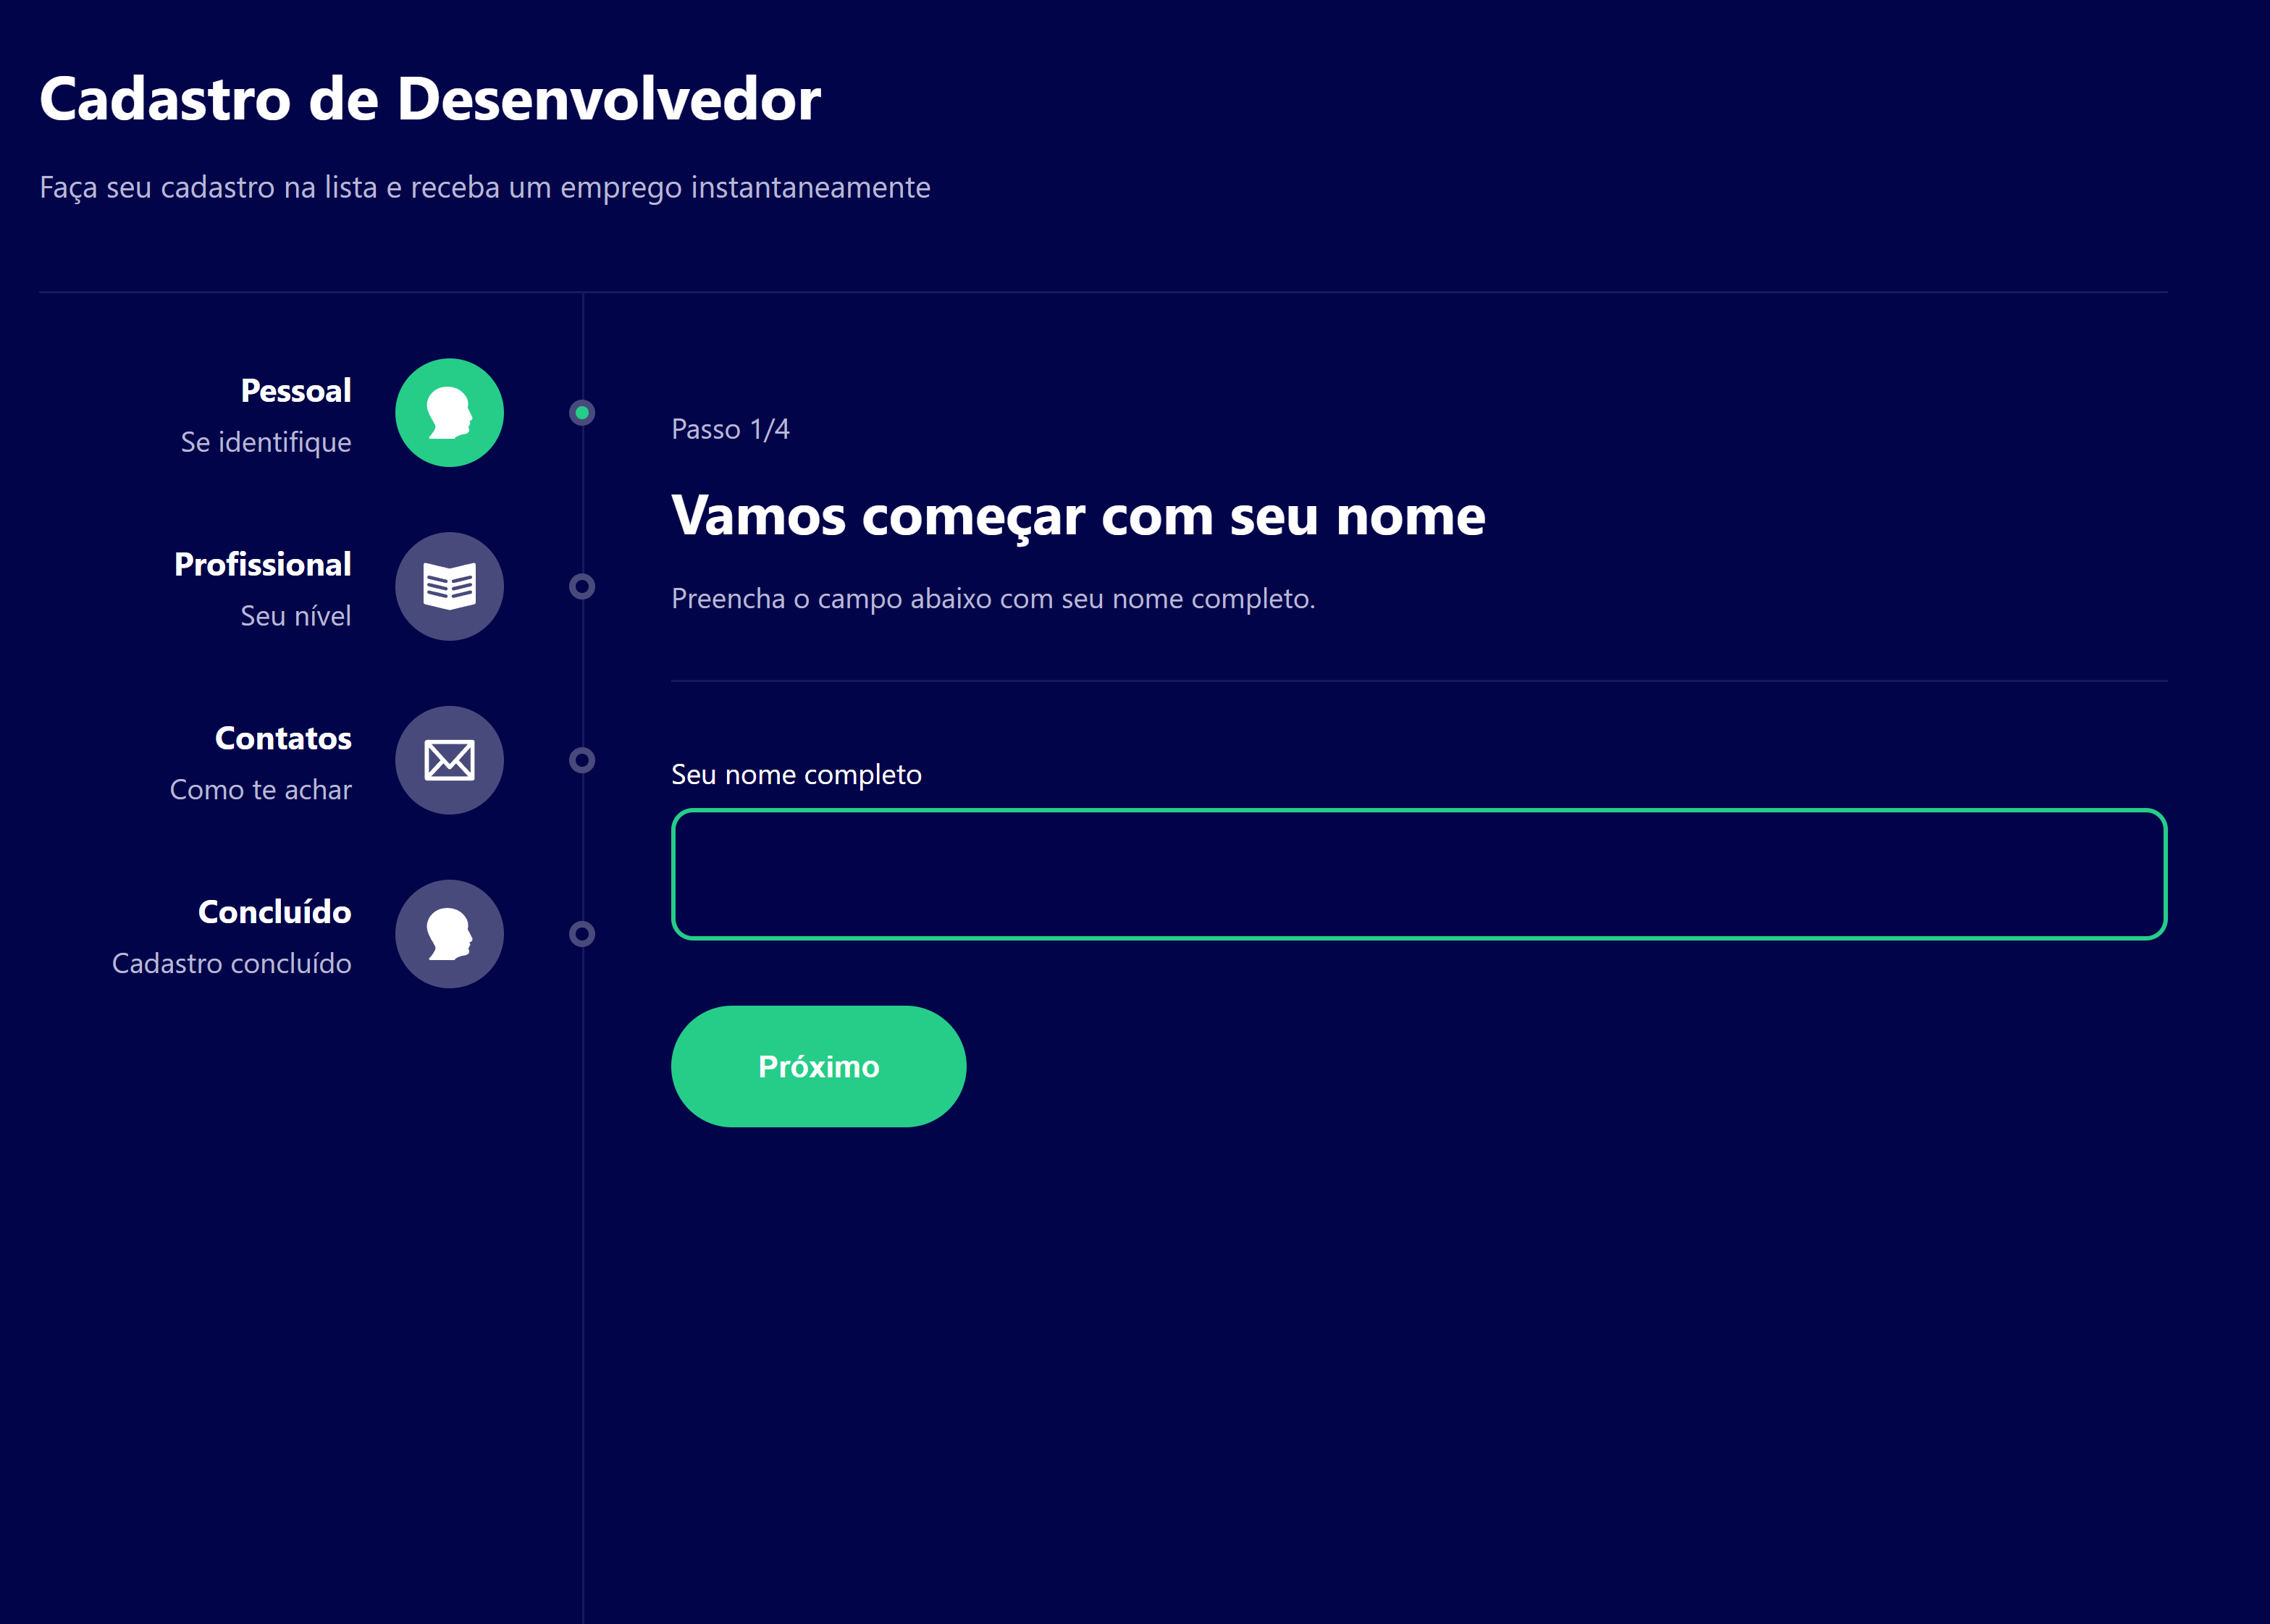 Cadastro de Desenvolvedor
Faça seu cadastro na lista e receba um emprego instantaneamente
Pessoal
Se identifique
Profissional
Seu nível
Contatos
Como te achar
Concluído
Cadastro concluído
Passo 1/4
Vamos começar com seu nome
Preencha o campo abaixo com seu nome completo.
Seu nome completo
Próximo